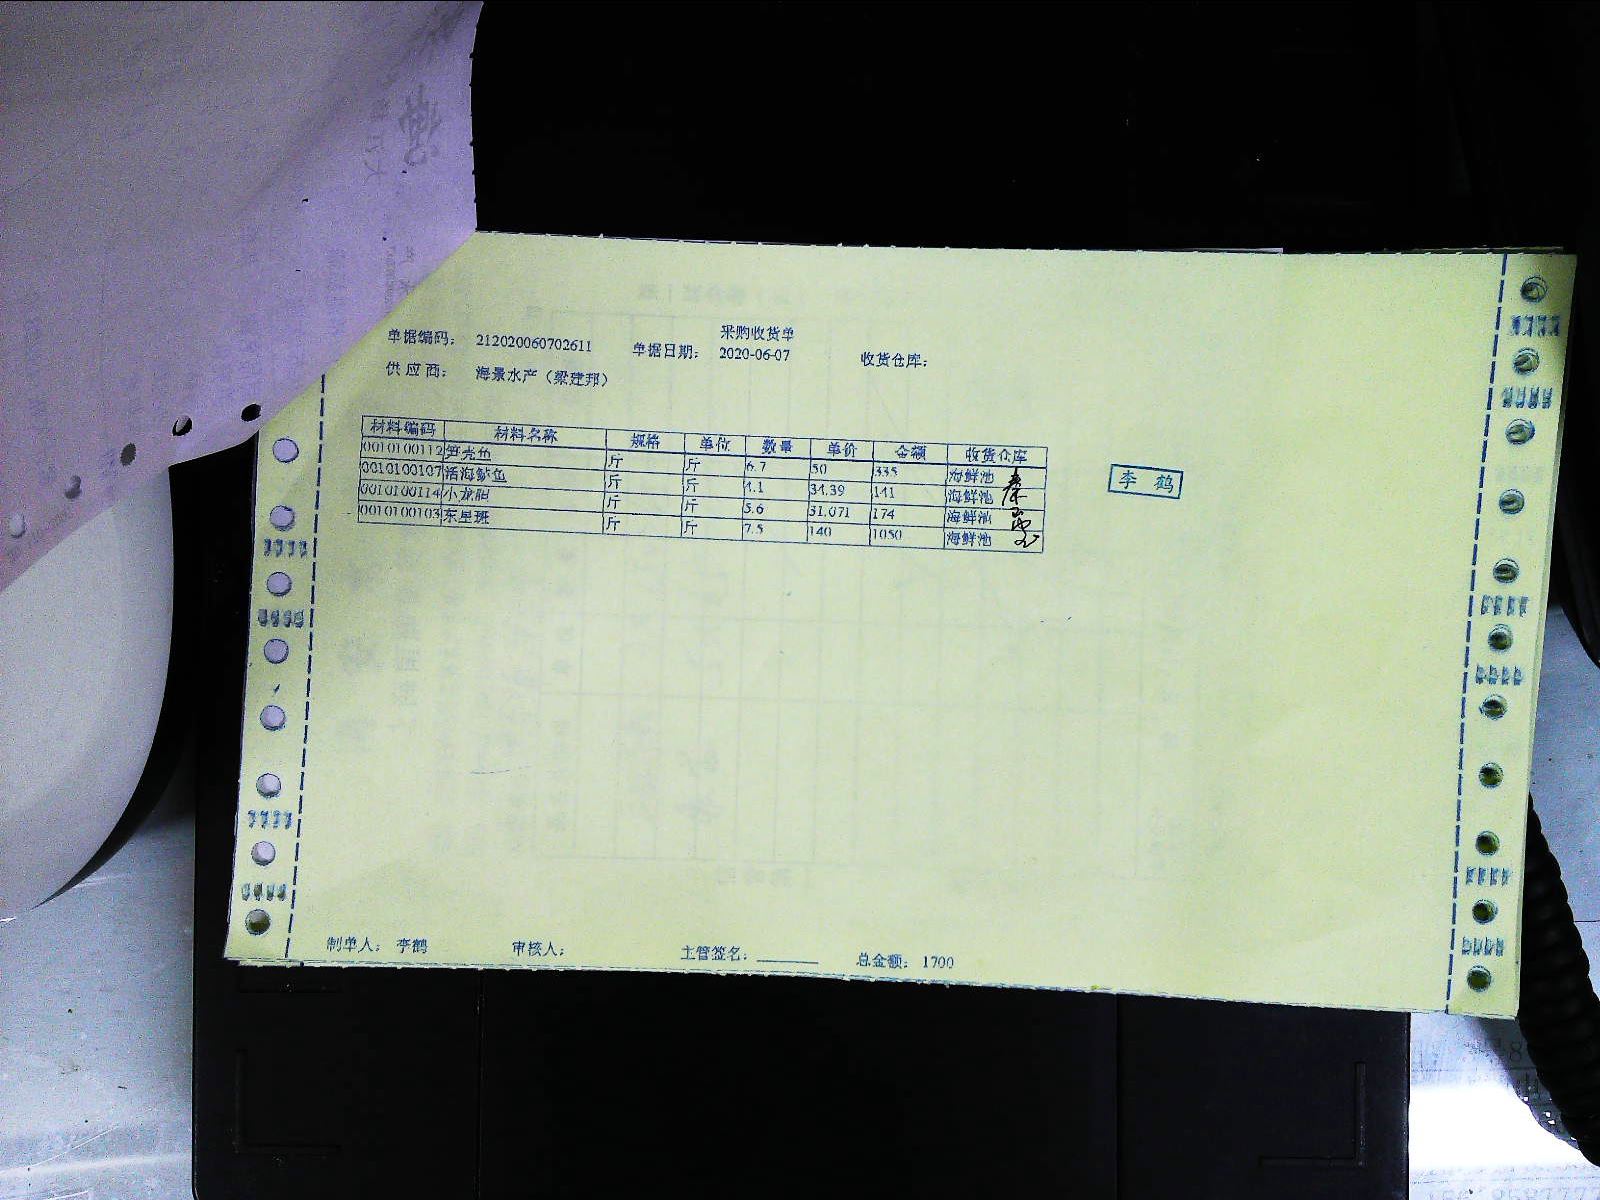 采购收货单
单据编码: 212020060702611 单据日期: 2020-06-07 收货仓库:
供应商: 海景水产（梁建邦）
材料编码 材料名称 规格 单位 数量 单价 金额 收货仓库
0010100112 笋壳鱼 斤 斤 6.7 50 335 海鲜池
0010100107 活海鲈鱼 斤 斤 4.1 34.39 141 海鲜池
0010100114 小龙胆 斤 斤 5.6 31.071 174 海鲜池
0010100103 东星斑 斤 斤 7.5 140 1050 海鲜池
李鹤
制单人: 李鹤 审核人: 主管签名: ______ 总金额: 1700